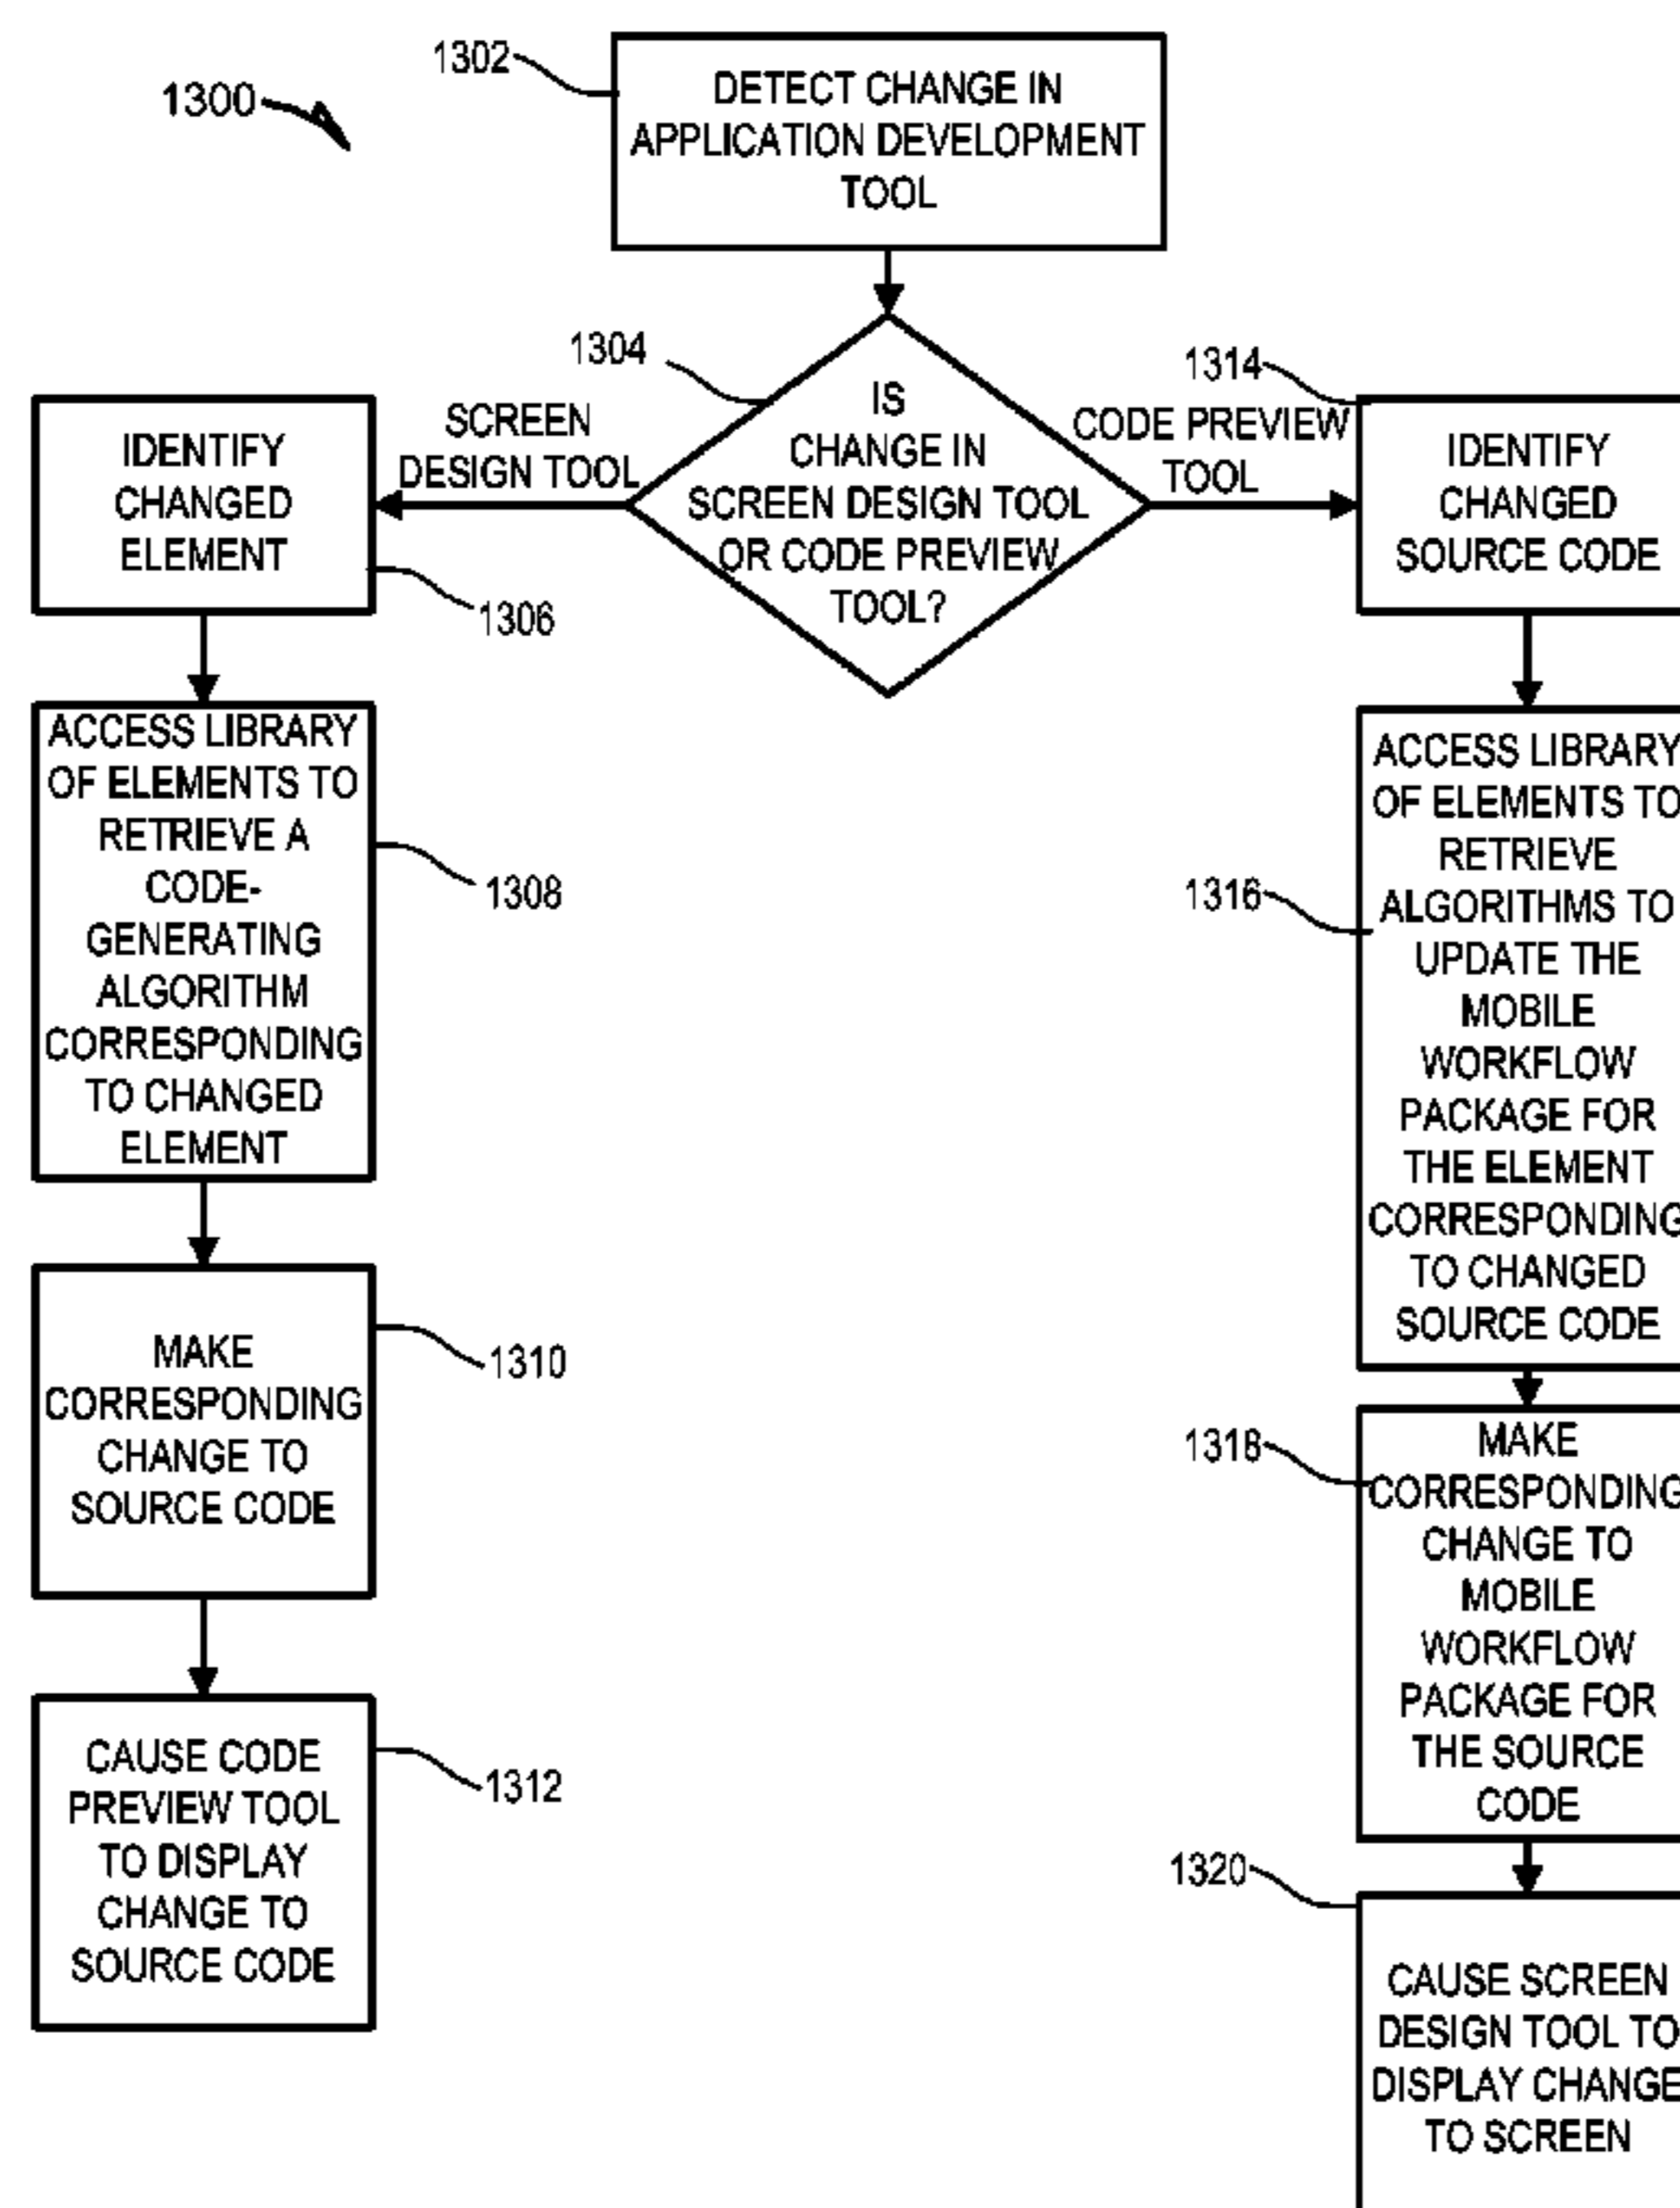 1300
1302
DETECT CHANGE IN
APPLICATION DEVELOPMENT
TOOL
1304
IS
CHANGE IN
SCREEN DESIGN TOOL
OR CODE PREVIEW
TOOL?
SCREEN
DESIGN TOOL
IDENTIFY
CHANGED
ELEMENT
1306
ACCESS LIBRARY
OF ELEMENTS TO
RETRIEVE A
CODE-
GENERATING
ALGORITHM
CORRESPONDING
TO CHANGED
ELEMENT
1308
MAKE
CORRESPONDING
CHANGE TO
SOURCE CODE
1310
CAUSE CODE
PREVIEW TOOL
TO DISPLAY
CHANGE TO
SOURCE CODE
1312
CODE PREVIEW
TOOL
1314
IDENTIFY
CHANGED
SOURCE CODE
1316
ACCESS LIBRARY
OF ELEMENTS TO
RETRIEVE
ALGORITHMS TO
UPDATE THE
MOBILE
WORKFLOW
PACKAGE FOR
THE ELEMENT
CORRESPONDING
TO CHANGED
SOURCE CODE
1318
MAKE
CORRESPONDING
CHANGE TO
MOBILE
WORKFLOW
PACKAGE FOR
THE SOURCE
CODE
1320
CAUSE SCREEN
DESIGN TOOL TO
DISPLAY CHANGE
TO SCREEN